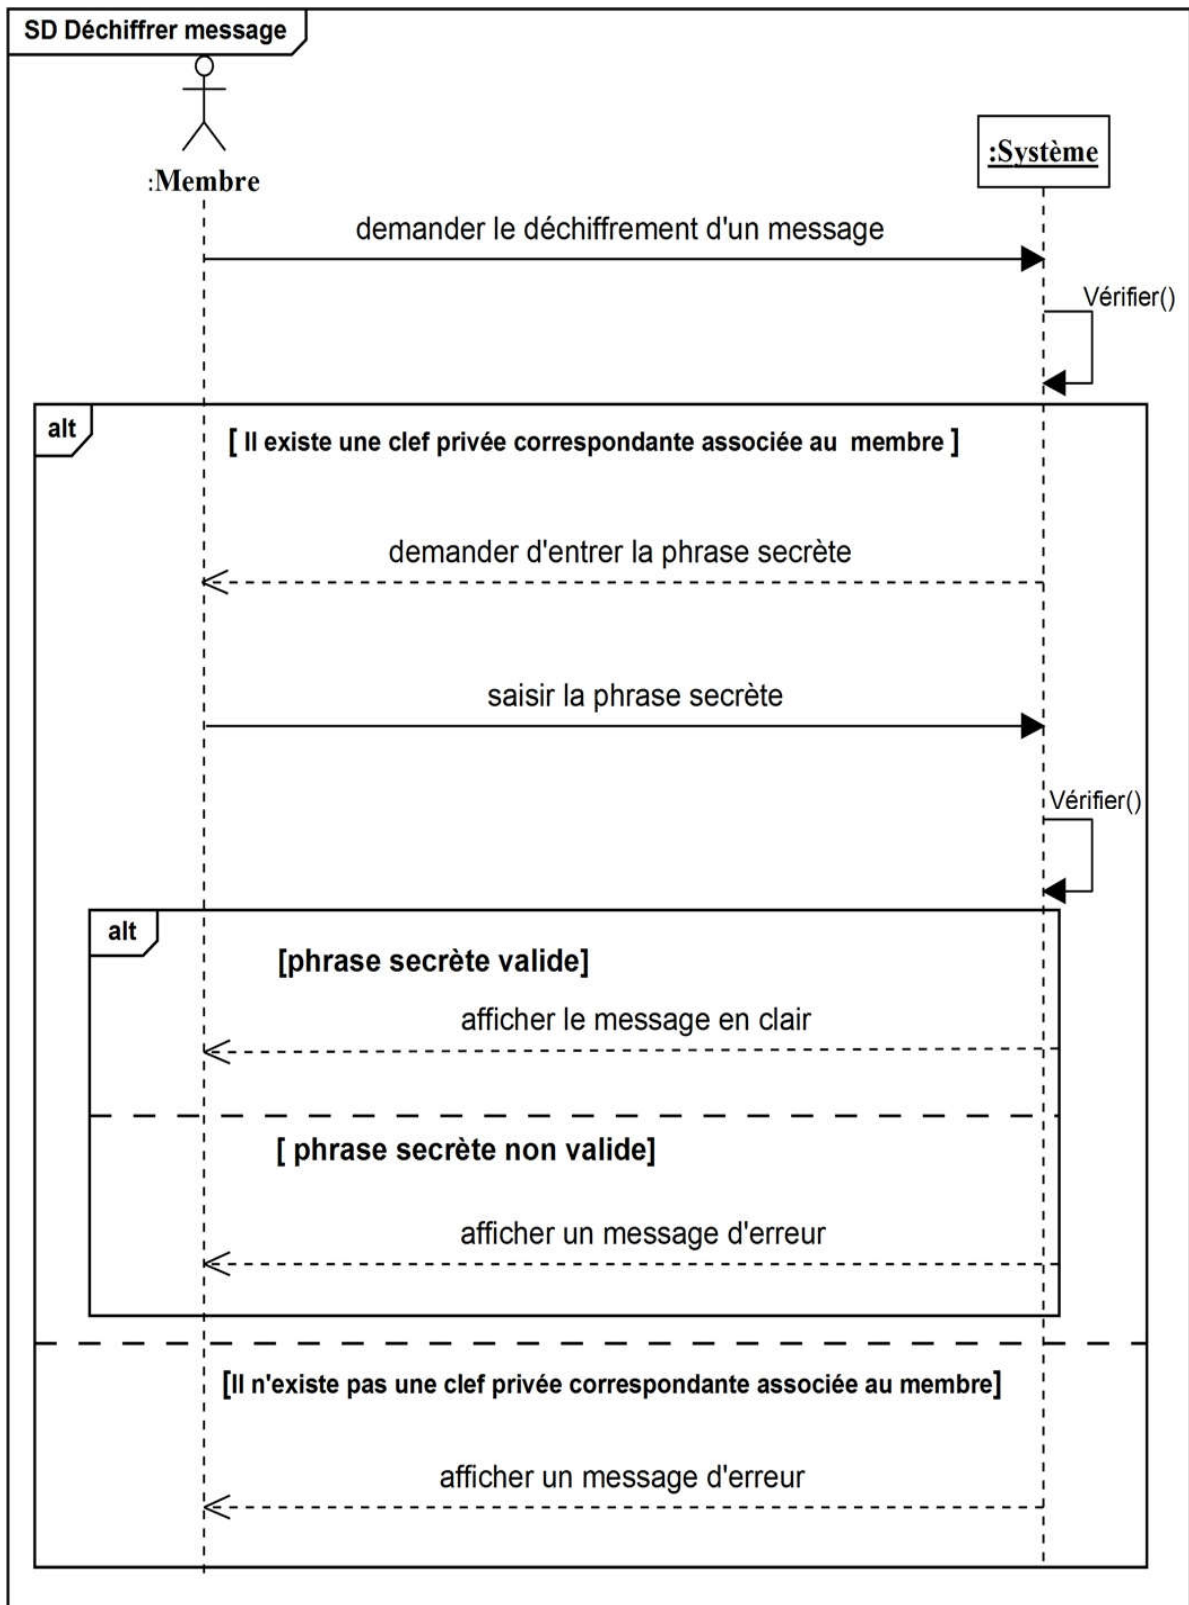 SD Déchiffrer message
:Membre
:Système
demander le déchiffrement d'un message
Vérifier()
alt
[ Il existe une clef privée correspondante associée au membre ]
demander d'entrer la phrase secrète
saisir la phrase secrète
Vérifier()
alt
[phrase secrète valide]
afficher le message en clair
[ phrase secrète non valide]
afficher un message d'erreur
[Il n'existe pas une clef privée correspondante associée au membre]
afficher un message d'erreur